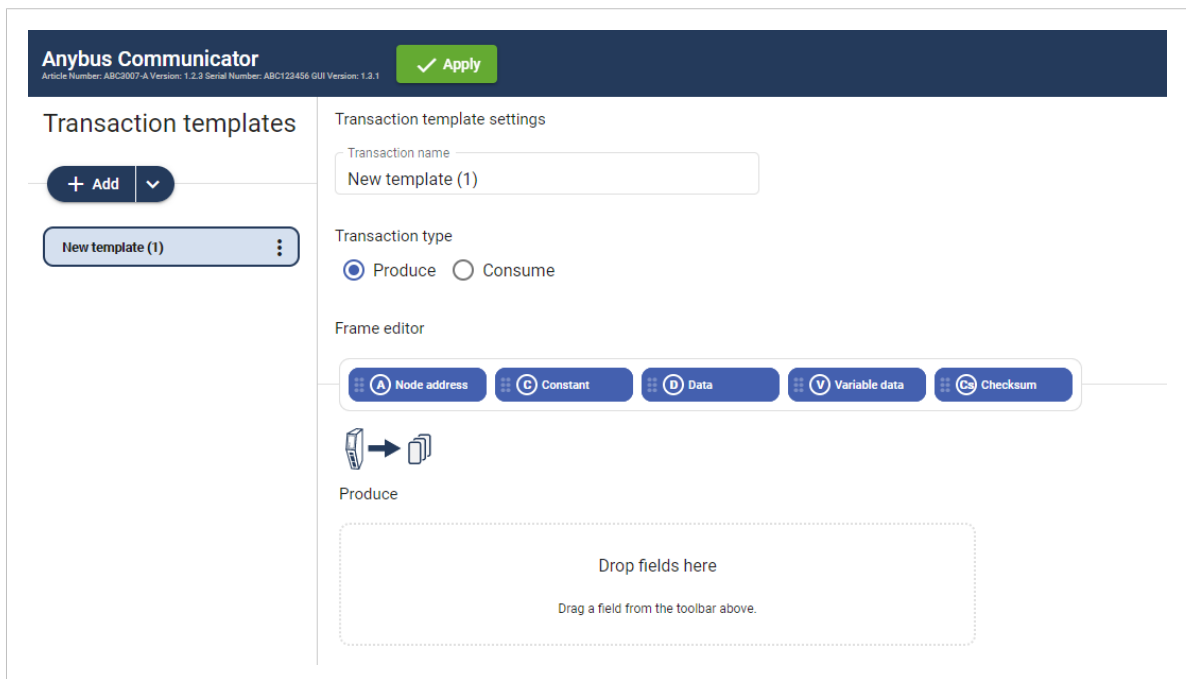 Anybus Communicator
Article Number: ABC3007-A Version: 1.2.3 Serial Number: ABC123456 GUI Version: 1.3.1
Apply
Transaction templates
Add
New template (1)
Transaction template settings
Transaction name
New template (1)
Transaction type
Produce Consume
Frame editor
A Node address C Constant D Data V Variable data Cs Checksum
Produce
Drop fields here
Drag a field from the toolbar above.